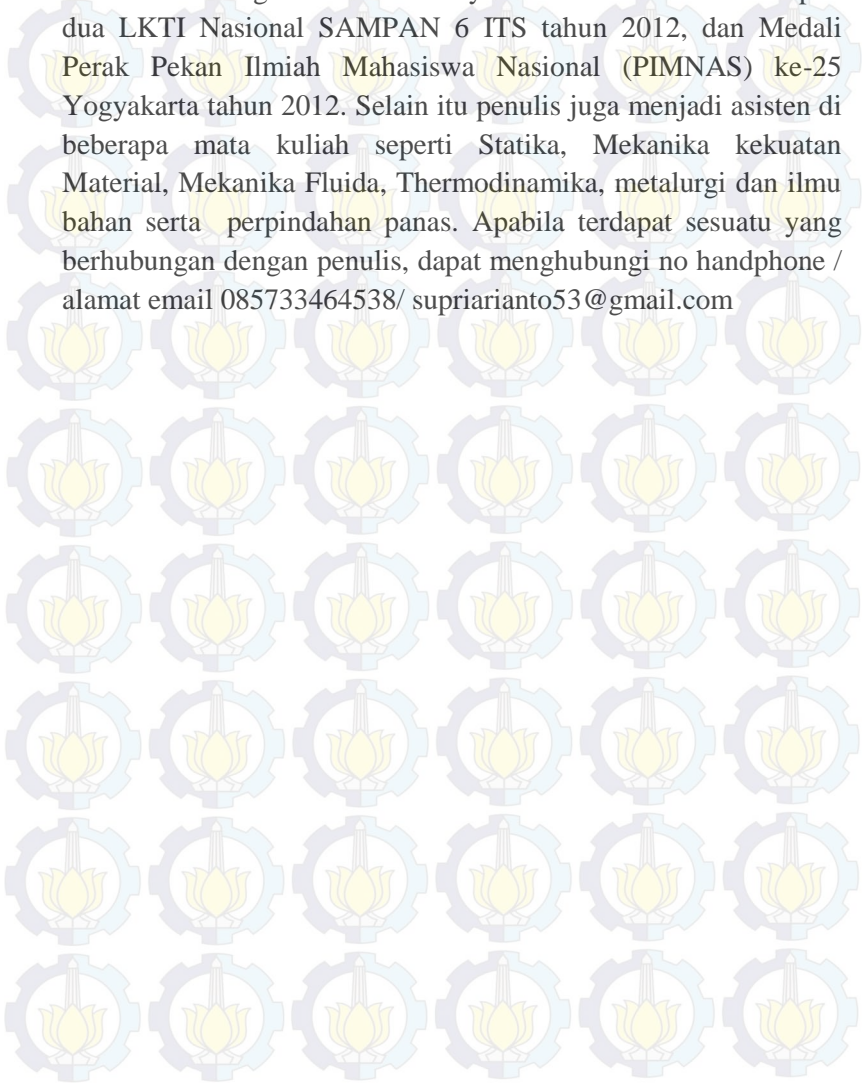 dua LKTI Nasional SAMPAN 6 ITS tahun 2012, dan Medali
Perak Pekan Ilmiah Mahasiswa Nasional (PIMNAS) ke-25
Yogyakarta tahun 2012. Selain itu penulis juga menjadi asisten di
beberapa mata kuliah seperti Statika, Mekanika kekuatan
Material, Mekanika Fluida, Thermodinamika, metalurgi dan ilmu
bahan serta perpindahan panas. Apabila terdapat sesuatu yang
berhubungan dengan penulis, dapat menghubungi no handphone /
alamat email 085733464538/ supriarianto53@gmail.com